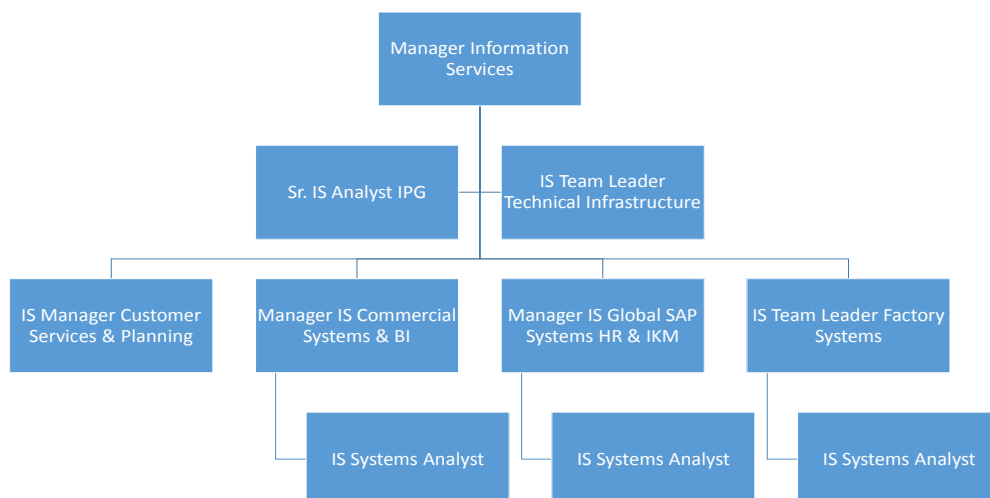 Manager Information
Services
Sr. IS Analyst IPG
IS Team Leader
Technical Infrastructure
IS Manager Customer
Services & Planning
Manager IS Commercial
Systems & BI
Manager IS Global SAP
Systems HR & IKM
IS Team Leader Factory
Systems
IS Systems Analyst
IS Systems Analyst
IS Systems Analyst